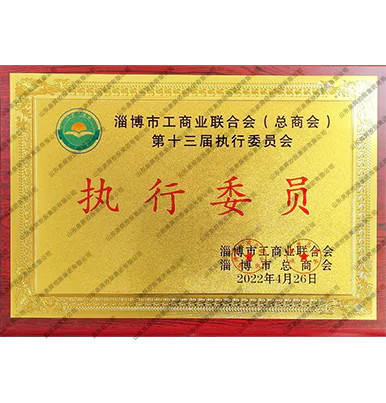 淄博市工商业联合会(总商会)
第十三届执行委员会
执行委员
淄博市工商业联合会
淄博市总商会
2022年4月26日